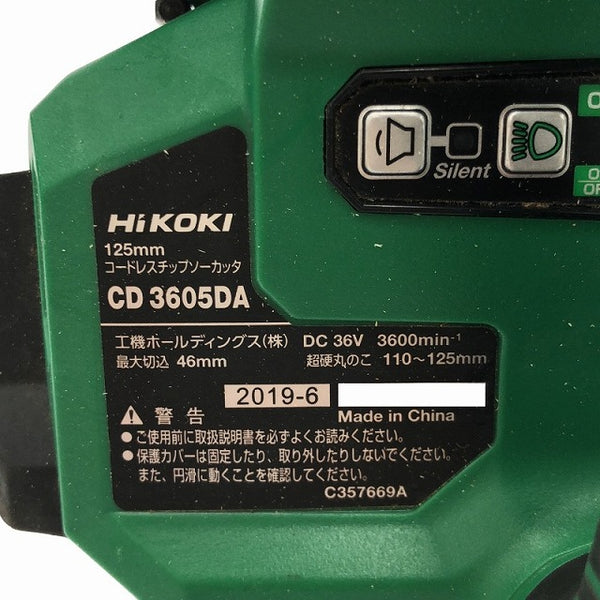 Silent
O
O
OF
HiKOKI
125mm
コードレスチップソーカッタ
CD 3605DA
工機ホールディングス(株) DC 36V 3600min-1
最大切込 46mm 超硬丸のこ 110~125mm
2019-6
警告 Made in China
● ご使用前に取扱説明書を必ずよくお読みください。
● 保護カバーは固定したり、取り外したりしないでください。
また、円滑に動くことを確認してください。
C357669A